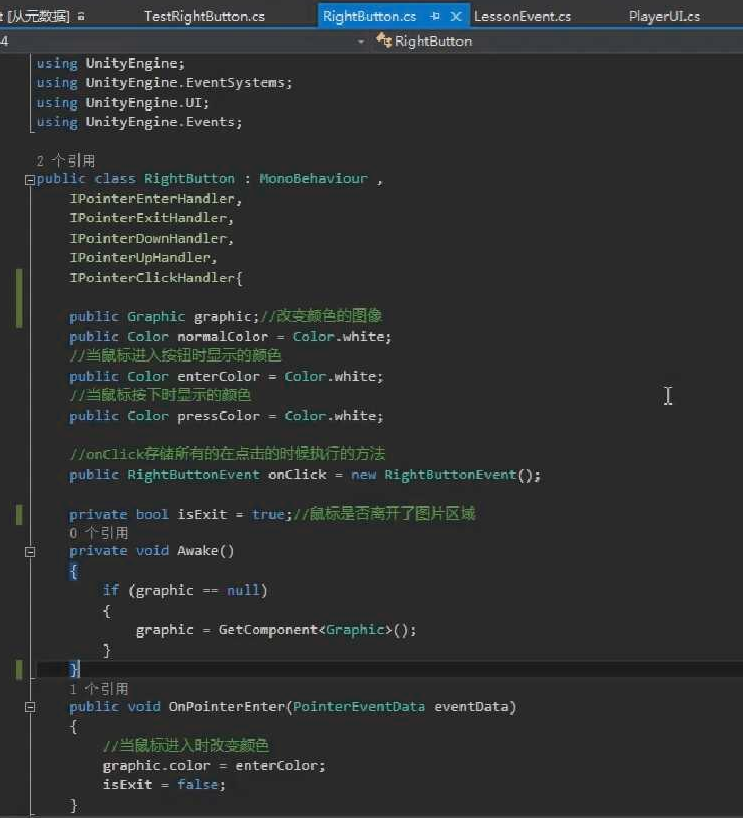 t [从元数据] TestRightButton.cs RightButton.cs LessonEvent.cs PlayerUI.cs
4 RightButton
using UnityEngine;
using UnityEngine.EventSystems;
using UnityEngine.UI;
using UnityEngine.Events;
2 个引用
public class RightButton : MonoBehaviour ,
IPointerEnterHandler,
IPointerExitHandler,
IPointerDownHandler,
IPointerUpHandler,
IPointerClickHandler{
public Graphic graphic;//改变颜色的图像
public Color normalColor = Color.white;
//当鼠标进入按钮时显示的颜色
public Color enterColor = Color.white;
//当鼠标按下时显示的颜色
public Color pressColor = Color.white;
//onClick存储所有的在点击的时候执行的方法
public RightButtonEvent onClick = new RightButtonEvent();
private bool isExit = true;//鼠标是否离开了图片区域
0 个引用
private void Awake()
{
if (graphic == null)
{
graphic = GetComponent<Graphic>();
}
}
1 个引用
public void OnPointerEnter(PointerEventData eventData)
{
//当鼠标进入时改变颜色
graphic.color = enterColor;
isExit = false;
}